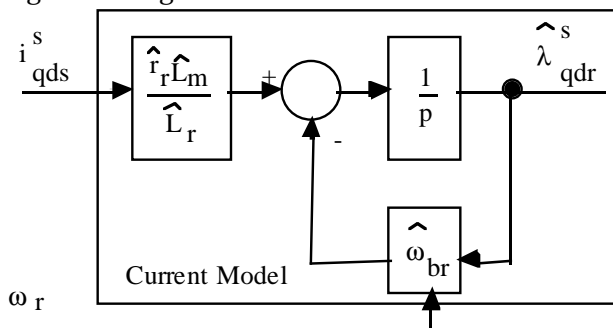 i^s_qds
r̂_r L̂_m
L̂_r
+
-
1
p
λ̂^s_qdr
ω̂_br
Current Model
ω_r